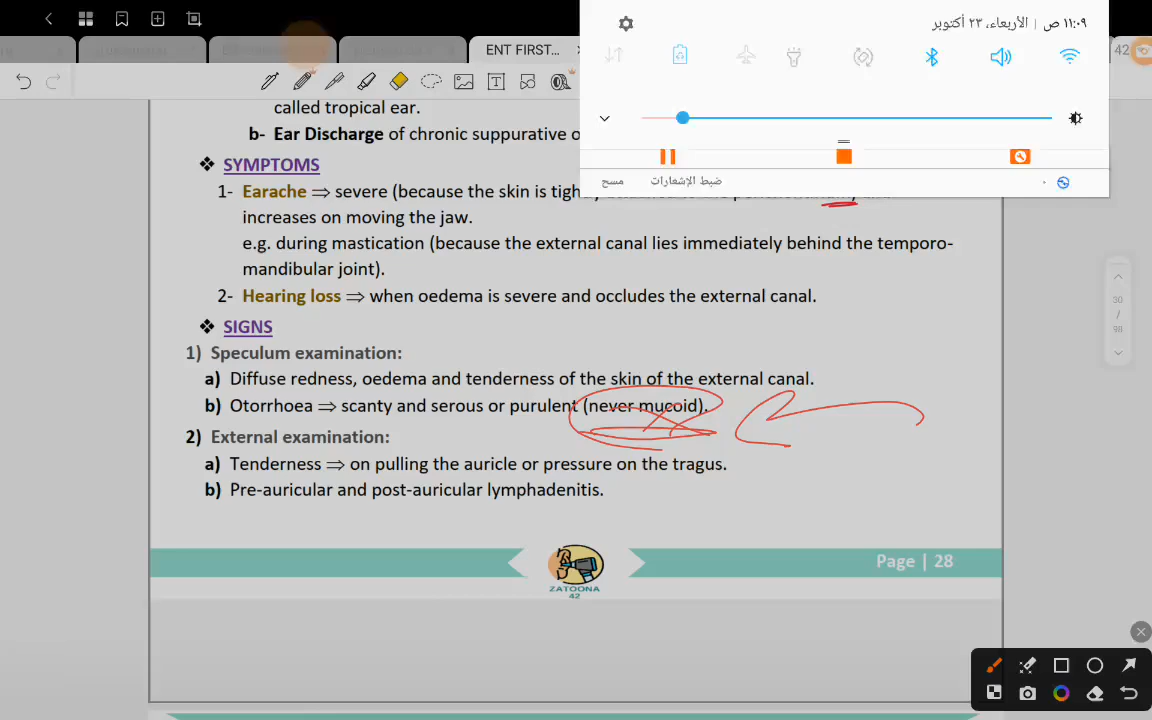 ١١:٠٩ ص | الأربعاء، ٢٣ أكتوبر
ENT FIRST...
42
ضبط الإشعارات
مسح
called tropical ear.
b- Ear Discharge of chronic suppurative o
❖ SYMPTOMS
1- Earache ⇒ severe (because the skin is tigh
increases on moving the jaw.
e.g. during mastication (because the external canal lies immediately behind the temporo-
mandibular joint).
2- Hearing loss ⇒ when oedema is severe and occludes the external canal.
❖ SIGNS
1) Speculum examination:
a) Diffuse redness, oedema and tenderness of the skin of the external canal.
b) Otorrhoea ⇒ scanty and serous or purulent (never mucoid).
2) External examination:
a) Tenderness ⇒ on pulling the auricle or pressure on the tragus.
b) Pre-auricular and post-auricular lymphadenitis.
30
/
Page | 28
ZATOONA
42